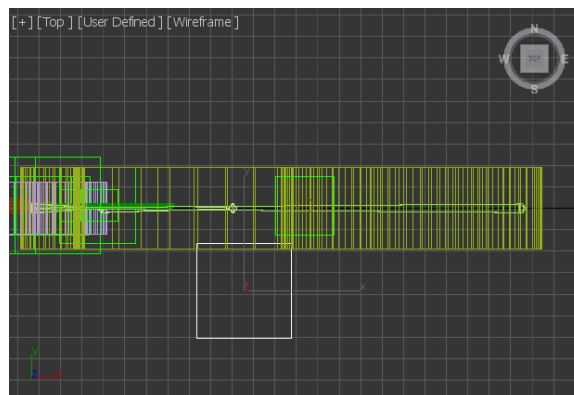 [+] [Top ] [User Defined ] [Wireframe ]
N
W
TOP
E
S
y
z
x
y
z
x